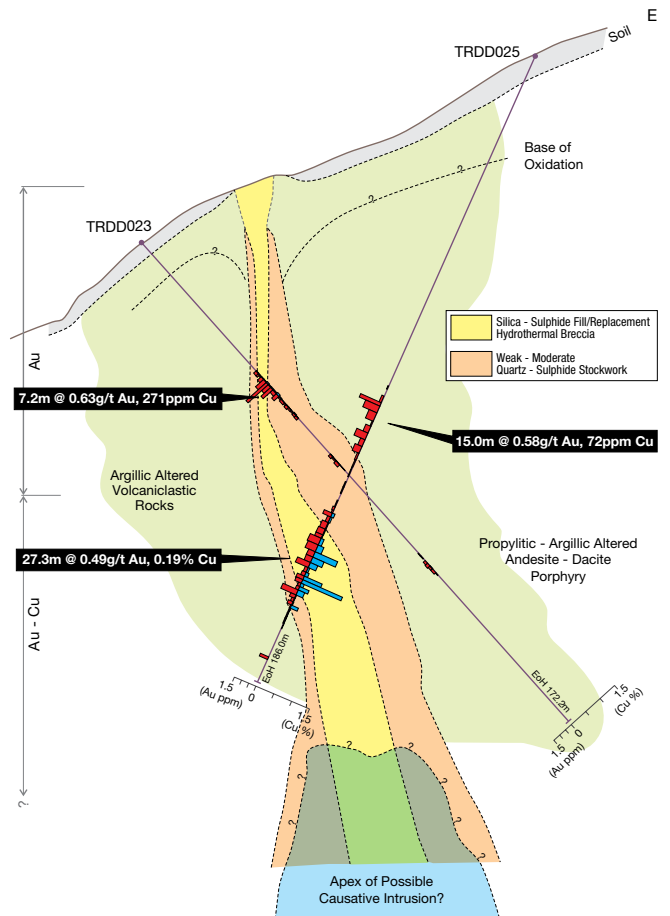 E
TRDD025
Soil
Base of
Oxidation
?
?
TRDD023
Silica - Sulphide Fill/Replacement
Hydrothermal Breccia
Weak - Moderate
Quartz - Sulphide Stockwork
Au
7.2m @ 0.63g/t Au, 271ppm Cu
15.0m @ 0.58g/t Au, 72ppm Cu
Argillic Altered
Volcaniclastic
Rocks
Propylitic - Argillic Altered
Andesite - Dacite
Porphyry
27.3m @ 0.49g/t Au, 0.19% Cu
Au - Cu
EoH 186.0m
1.5
0
1.5
(Au ppm)
(Cu %)
EoH 172.2m
1.5
0
1.5
(Au ppm)
(Cu %)
?
?
?
?
?
?
?
?
?
Apex of Possible
Causative Intrusion?